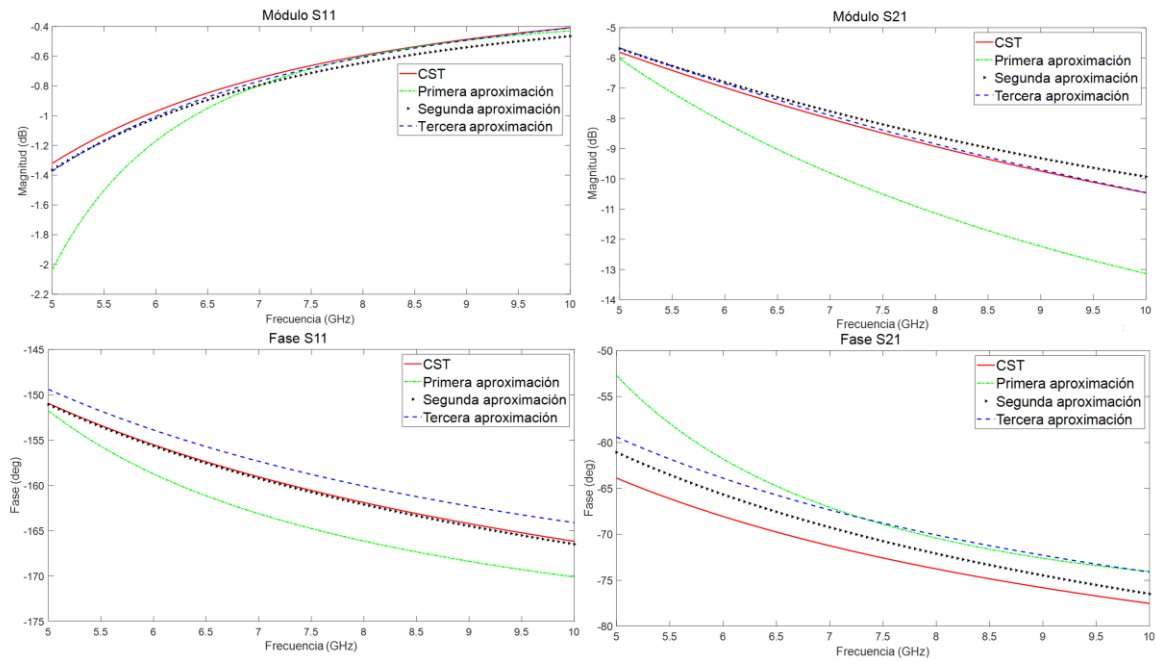 Módulo S11
Magnitud (dB)
-0.4
-0.6
-0.8
-1
-1.2
-1.4
-1.6
-1.8
-2
-2.2
CST
Primera aproximación
Segunda aproximación
Tercera aproximación
5 5.5 6 6.5 7 7.5 8 8.5 9 9.5 10
Frecuencia (GHz)
Módulo S21
Magnitud (dB)
-5
-6
-7
-8
-9
-10
-11
-12
-13
-14
CST
Primera aproximación
Segunda aproximación
Tercera aproximación
5 5.5 6 6.5 7 7.5 8 8.5 9 9.5 10
Frecuencia (GHz)
Fase S11
Fase (deg)
-145
-150
-155
-160
-165
-170
-175
CST
Primera aproximación
Segunda aproximación
Tercera aproximación
5 5.5 6 6.5 7 7.5 8 8.5 9 9.5 10
Frecuencia (GHz)
Fase S21
Fase (deg)
-50
-55
-60
-65
-70
-75
-80
CST
Primera aproximación
Segunda aproximación
Tercera aproximación
5 5.5 6 6.5 7 7.5 8 8.5 9 9.5 10
Frecuencia (GHz)